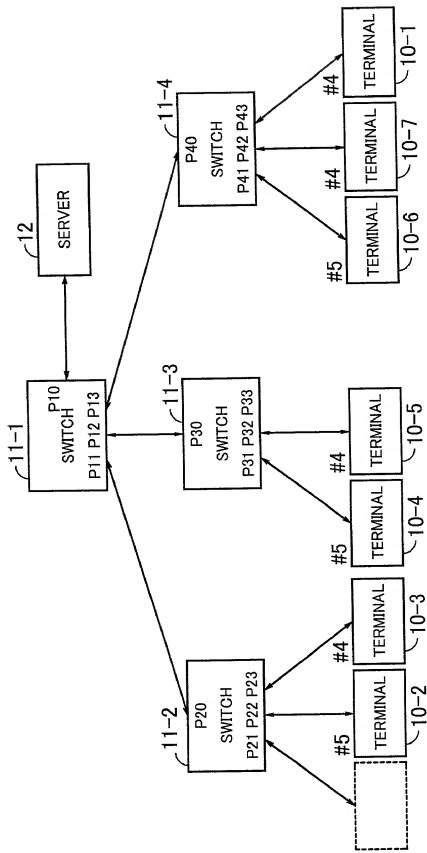 12
SERVER
11-1
P10
SWITCH
P11 P12 P13
11-2
P20
SWITCH
P21 P22 P23
11-3
P30
SWITCH
P31 P32 P33
11-4
P40
SWITCH
P41 P42 P43
#5
TERMINAL
10-2
#4
TERMINAL
10-3
#5
TERMINAL
10-4
#4
TERMINAL
10-5
#5
TERMINAL
10-6
#4
TERMINAL
10-7
#4
TERMINAL
10-1